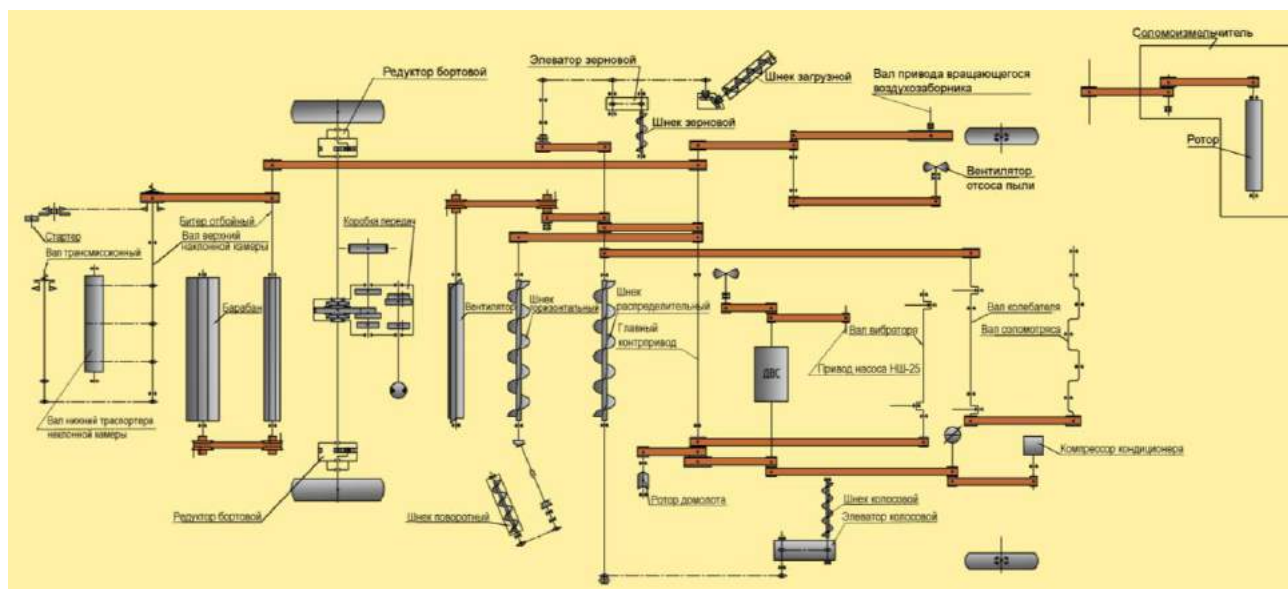 Соломоизмельчитель
Элеватор зерновой
Редуктор бортовой
Шнек загрузной
Вал привода вращающегося
воздухозаборника
Шнек зерновой
Ротор
Вентилятор
отсоса пыли
Битер отбойный
Коробка передач
Стартер
Вал верхний
наклонной камеры
Вал трансмиссионный
Барабан
Вентилятор
Шнек
горизонтальный
Шнек
распределительный
Главный
контрпривод
Вал вибратора
Вал колебателя
Вал соломотряса
ДВС
Привод насоса НШ-25
Вал нижний траспортера
наклонной камеры
Компрессор кондиционера
Ротор домолота
Шнек колосовой
Элеватор колосовой
Редуктор бортовой
Шнек поворотный